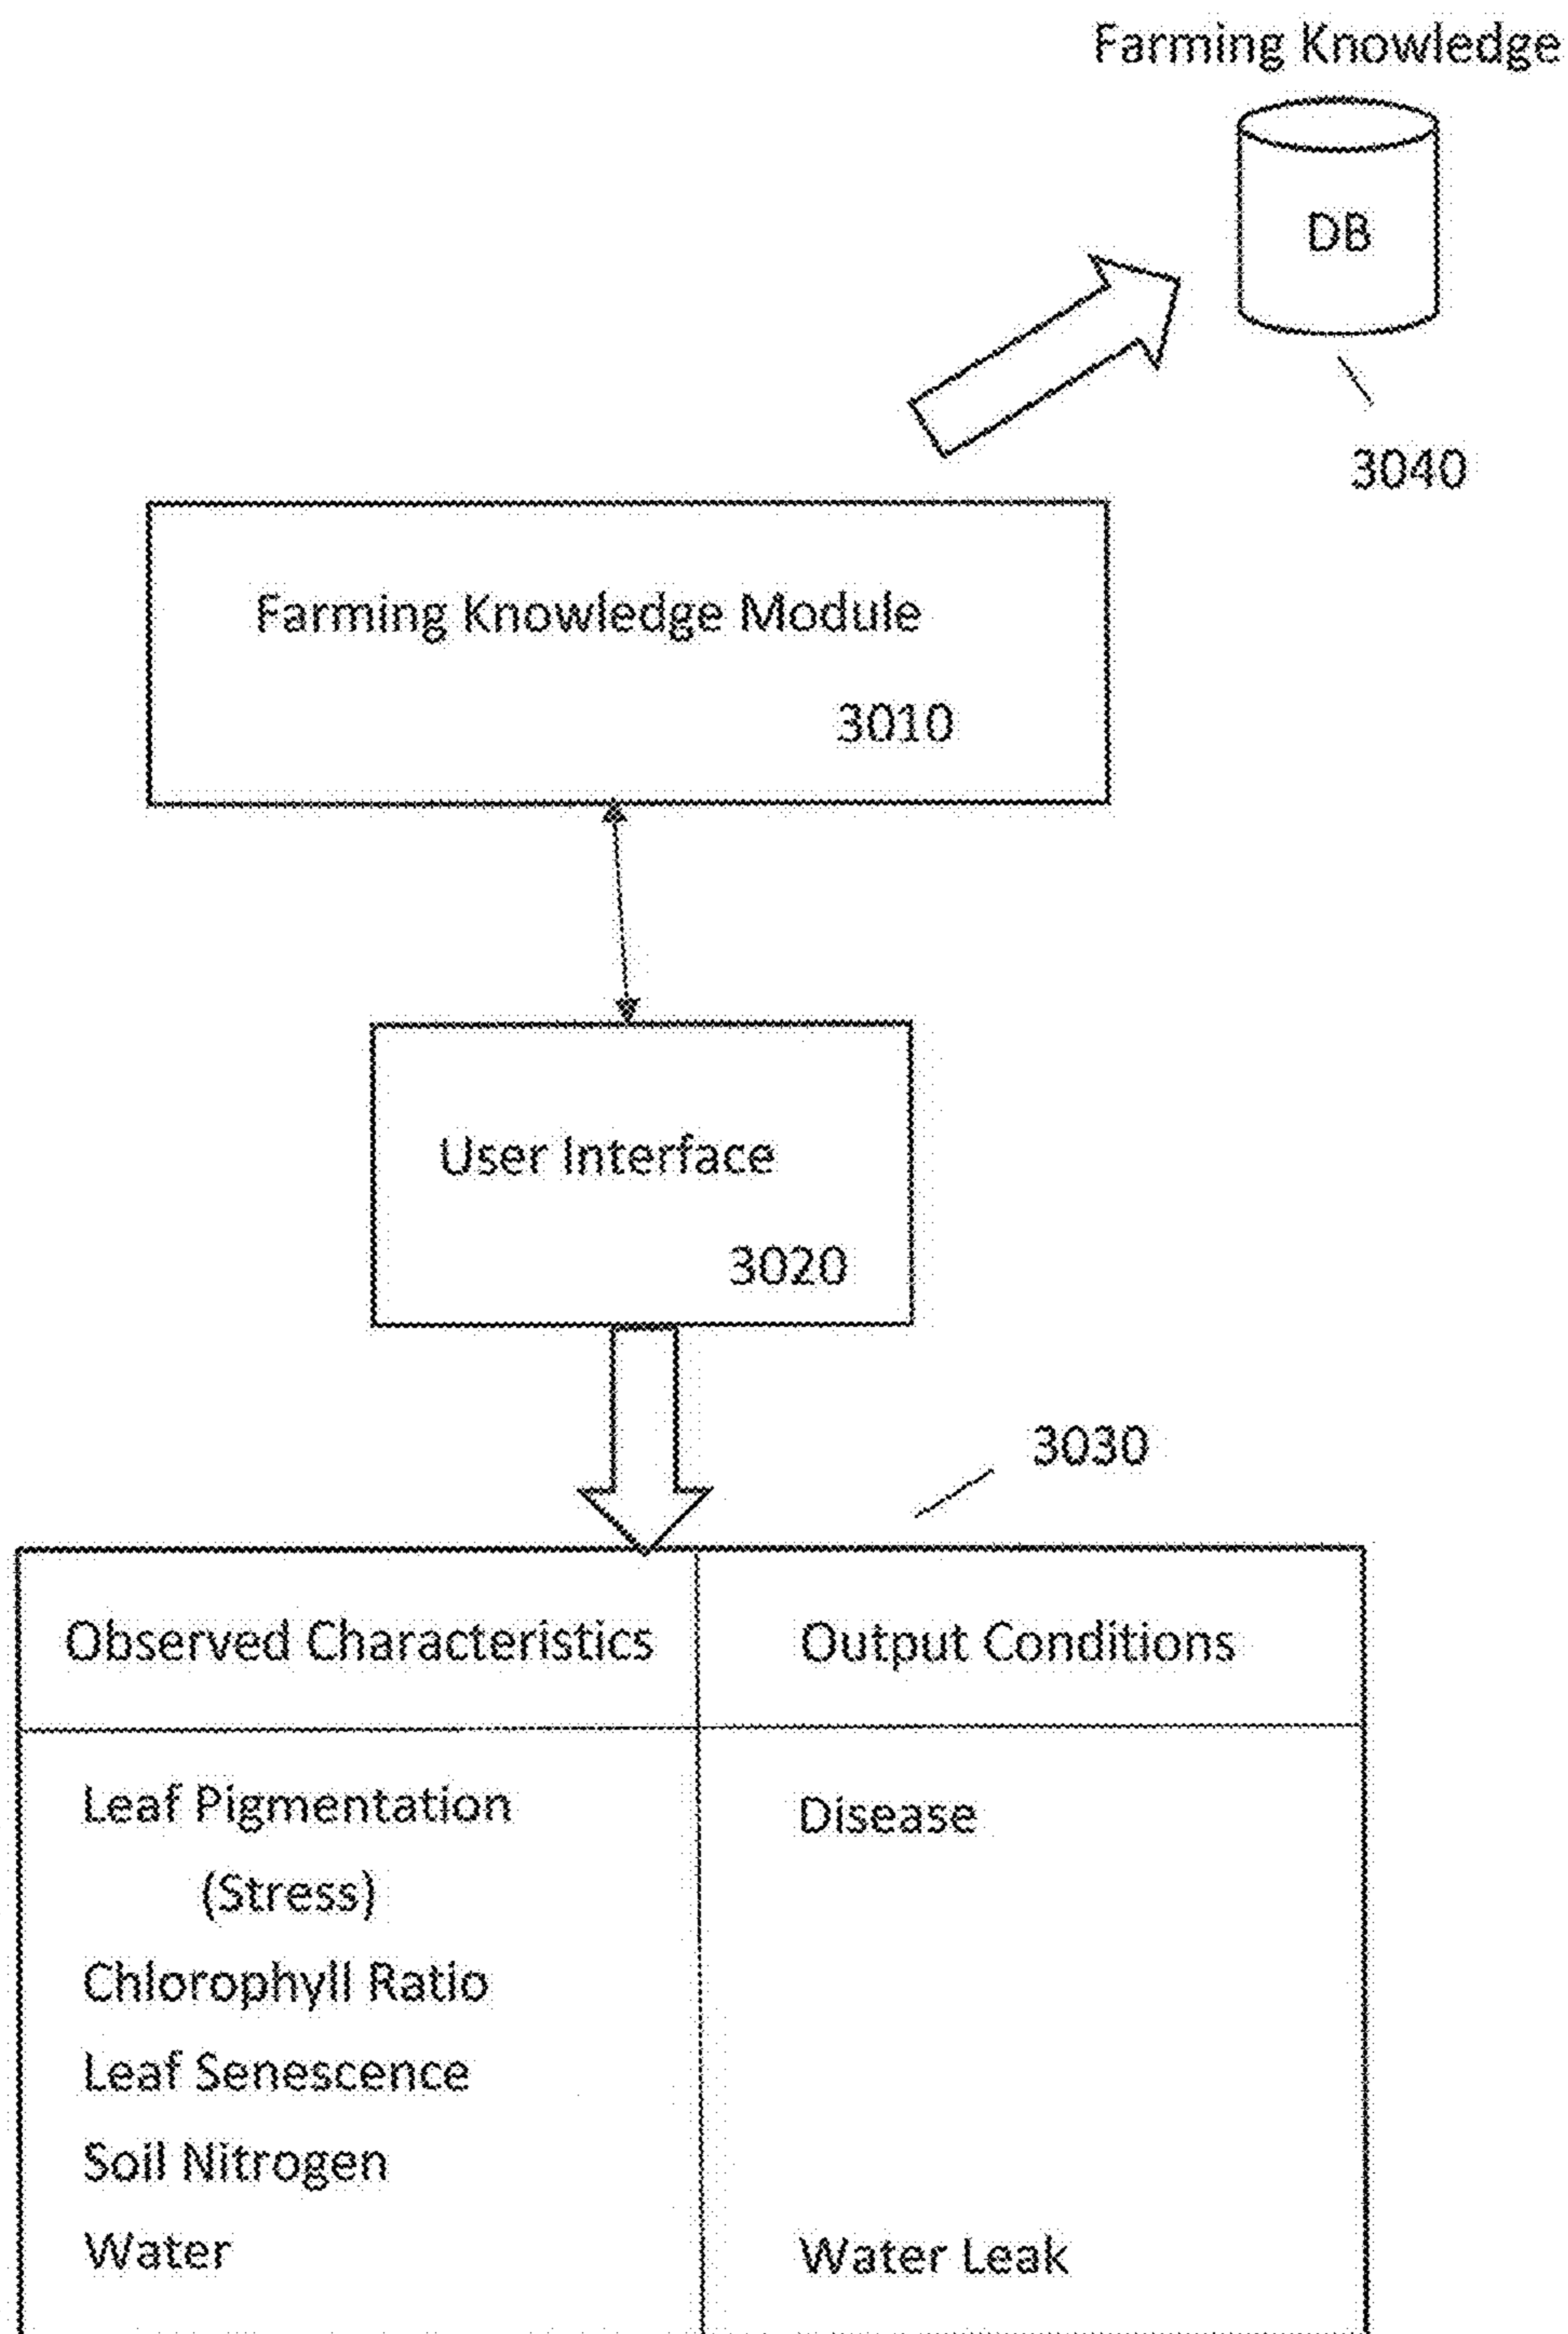 Farming Knowledge
DB
3040
Farming Knowledge Module
3010
User Interface
3020
3030
Observed Characteristics
Output Conditions
Leaf Pigmentation
(Stress)
Chlorophyll Ratio
Leaf Senescence
Soil Nitrogen
Water
Disease
Water Leak